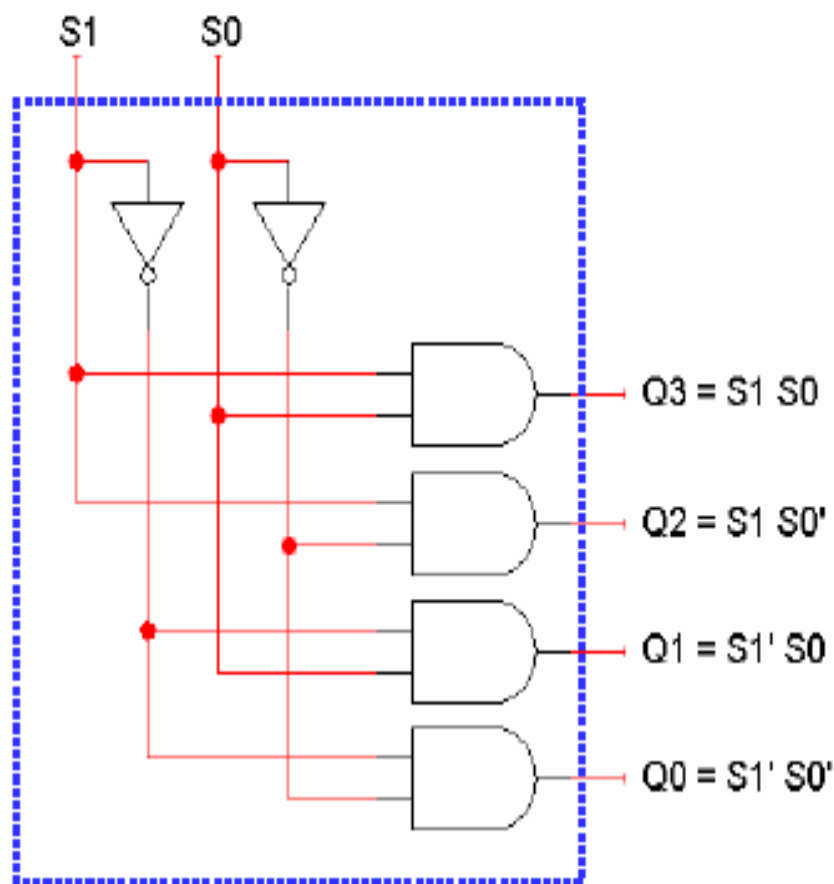 S1 S0
Q3 = S1 S0
Q2 = S1 S0'
Q1 = S1' S0
Q0 = S1' S0'